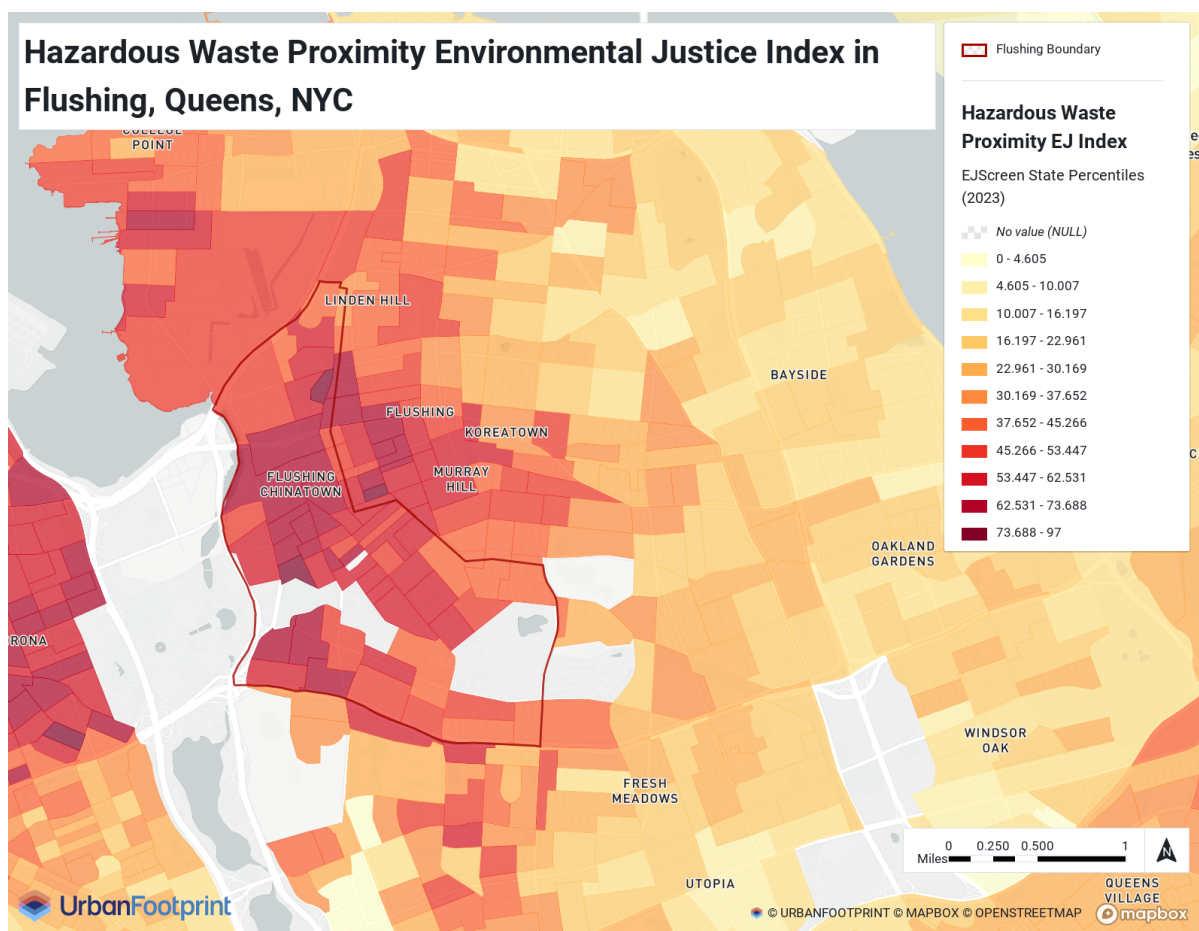 Hazardous Waste Proximity Environmental Justice Index in
Flushing, Queens, NYC
Flushing Boundary
Hazardous Waste
Proximity EJ Index
EJScreen State Percentiles
(2023)
No value (NULL)
0 - 4.605
4.605 - 10.007
10.007 - 16.197
16.197 - 22.961
22.961 - 30.169
30.169 - 37.652
37.652 - 45.266
45.266 - 53.447
53.447 - 62.531
62.531 - 73.688
73.688 - 97
COLLEGE
POINT
LINDEN HILL
BAYSIDE
FLUSHING
KOREATOWN
MURRAY
HILL
FLUSHING
CHINATOWN
OAKLAND
GARDENS
RONA
WINDSOR
OAK
FRESH
MEADOWS
UTOPIA
QUEENS
VILLAGE
0 0.250 0.500 1
Miles
N
UrbanFootprint
© URBANFOOTPRINT © MAPBOX © OPENSTREETMAP
mapbox